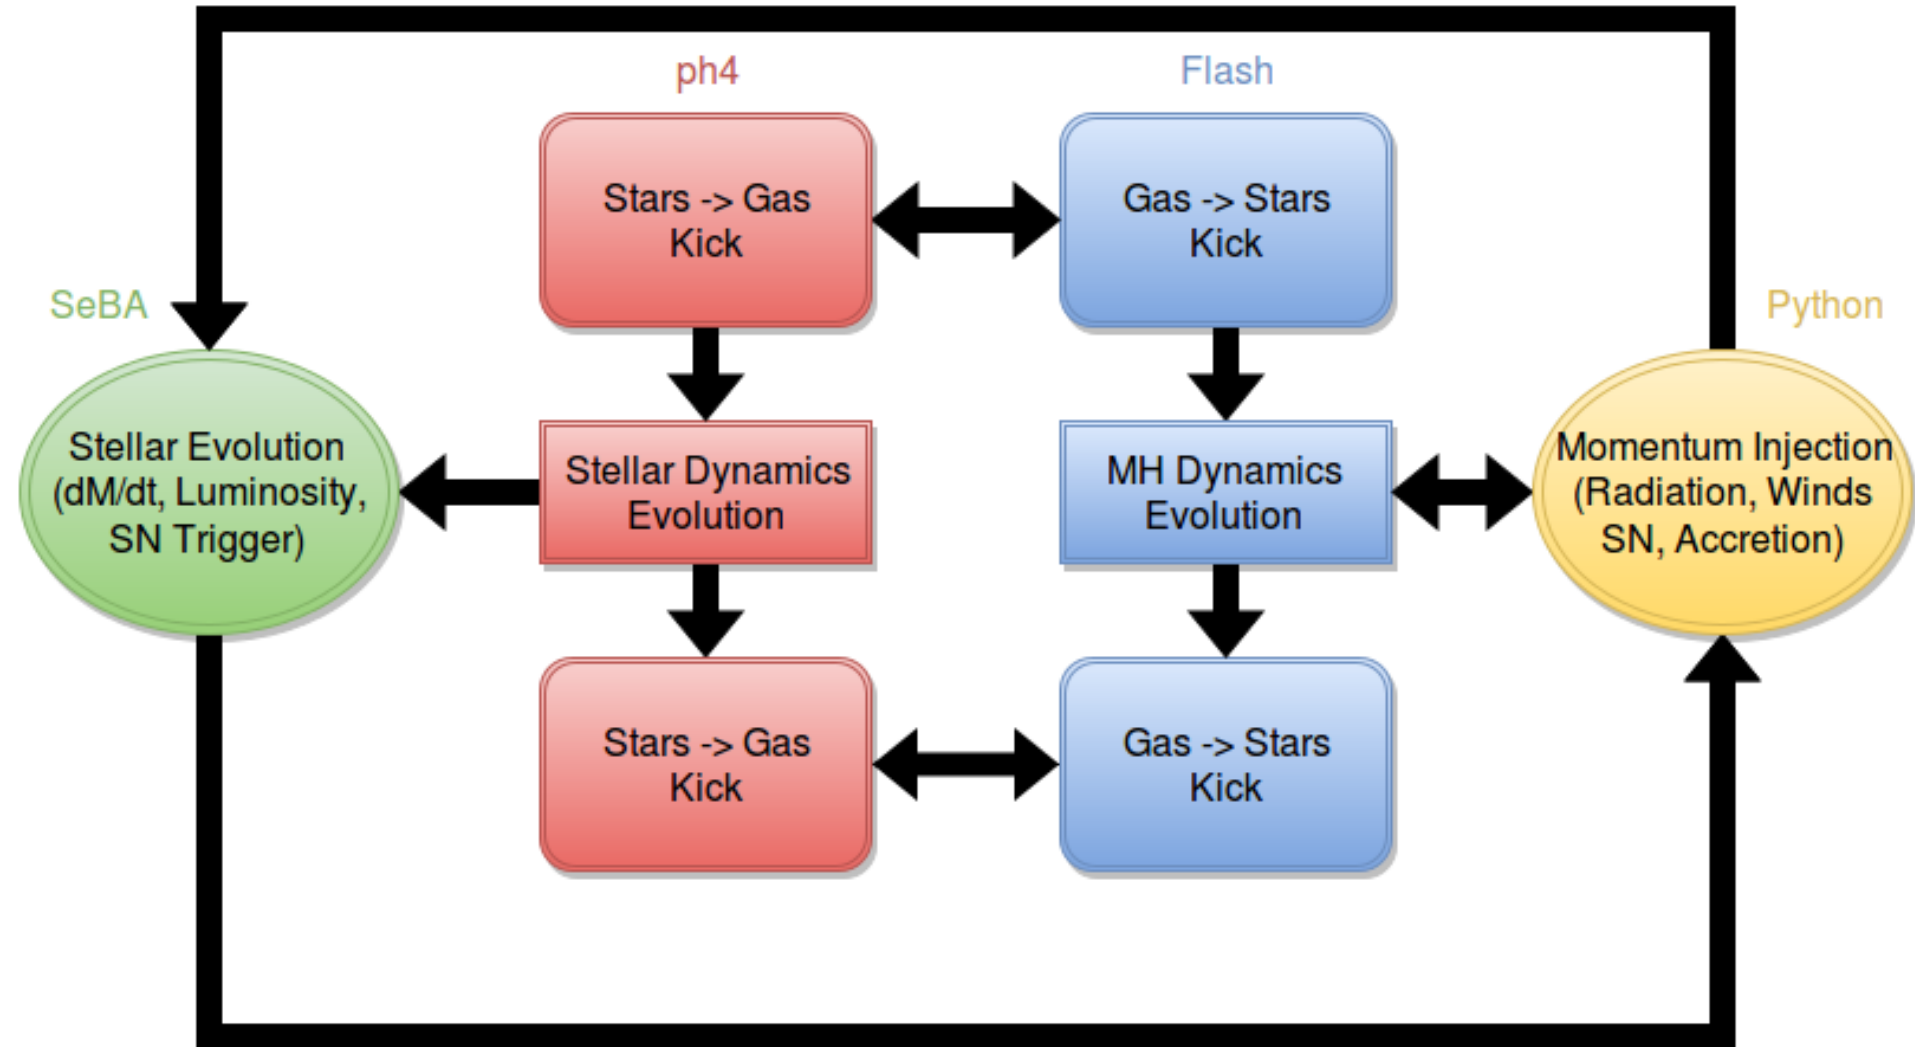 ph4
Flash
Stars -> Gas
Kick
Gas -> Stars
Kick
SeBA
Python
Stellar Evolution
(dM/dt, Luminosity,
SN Trigger)
Stellar Dynamics
Evolution
MH Dynamics
Evolution
Momentum Injection
(Radiation, Winds
SN, Accretion)
Stars -> Gas
Kick
Gas -> Stars
Kick